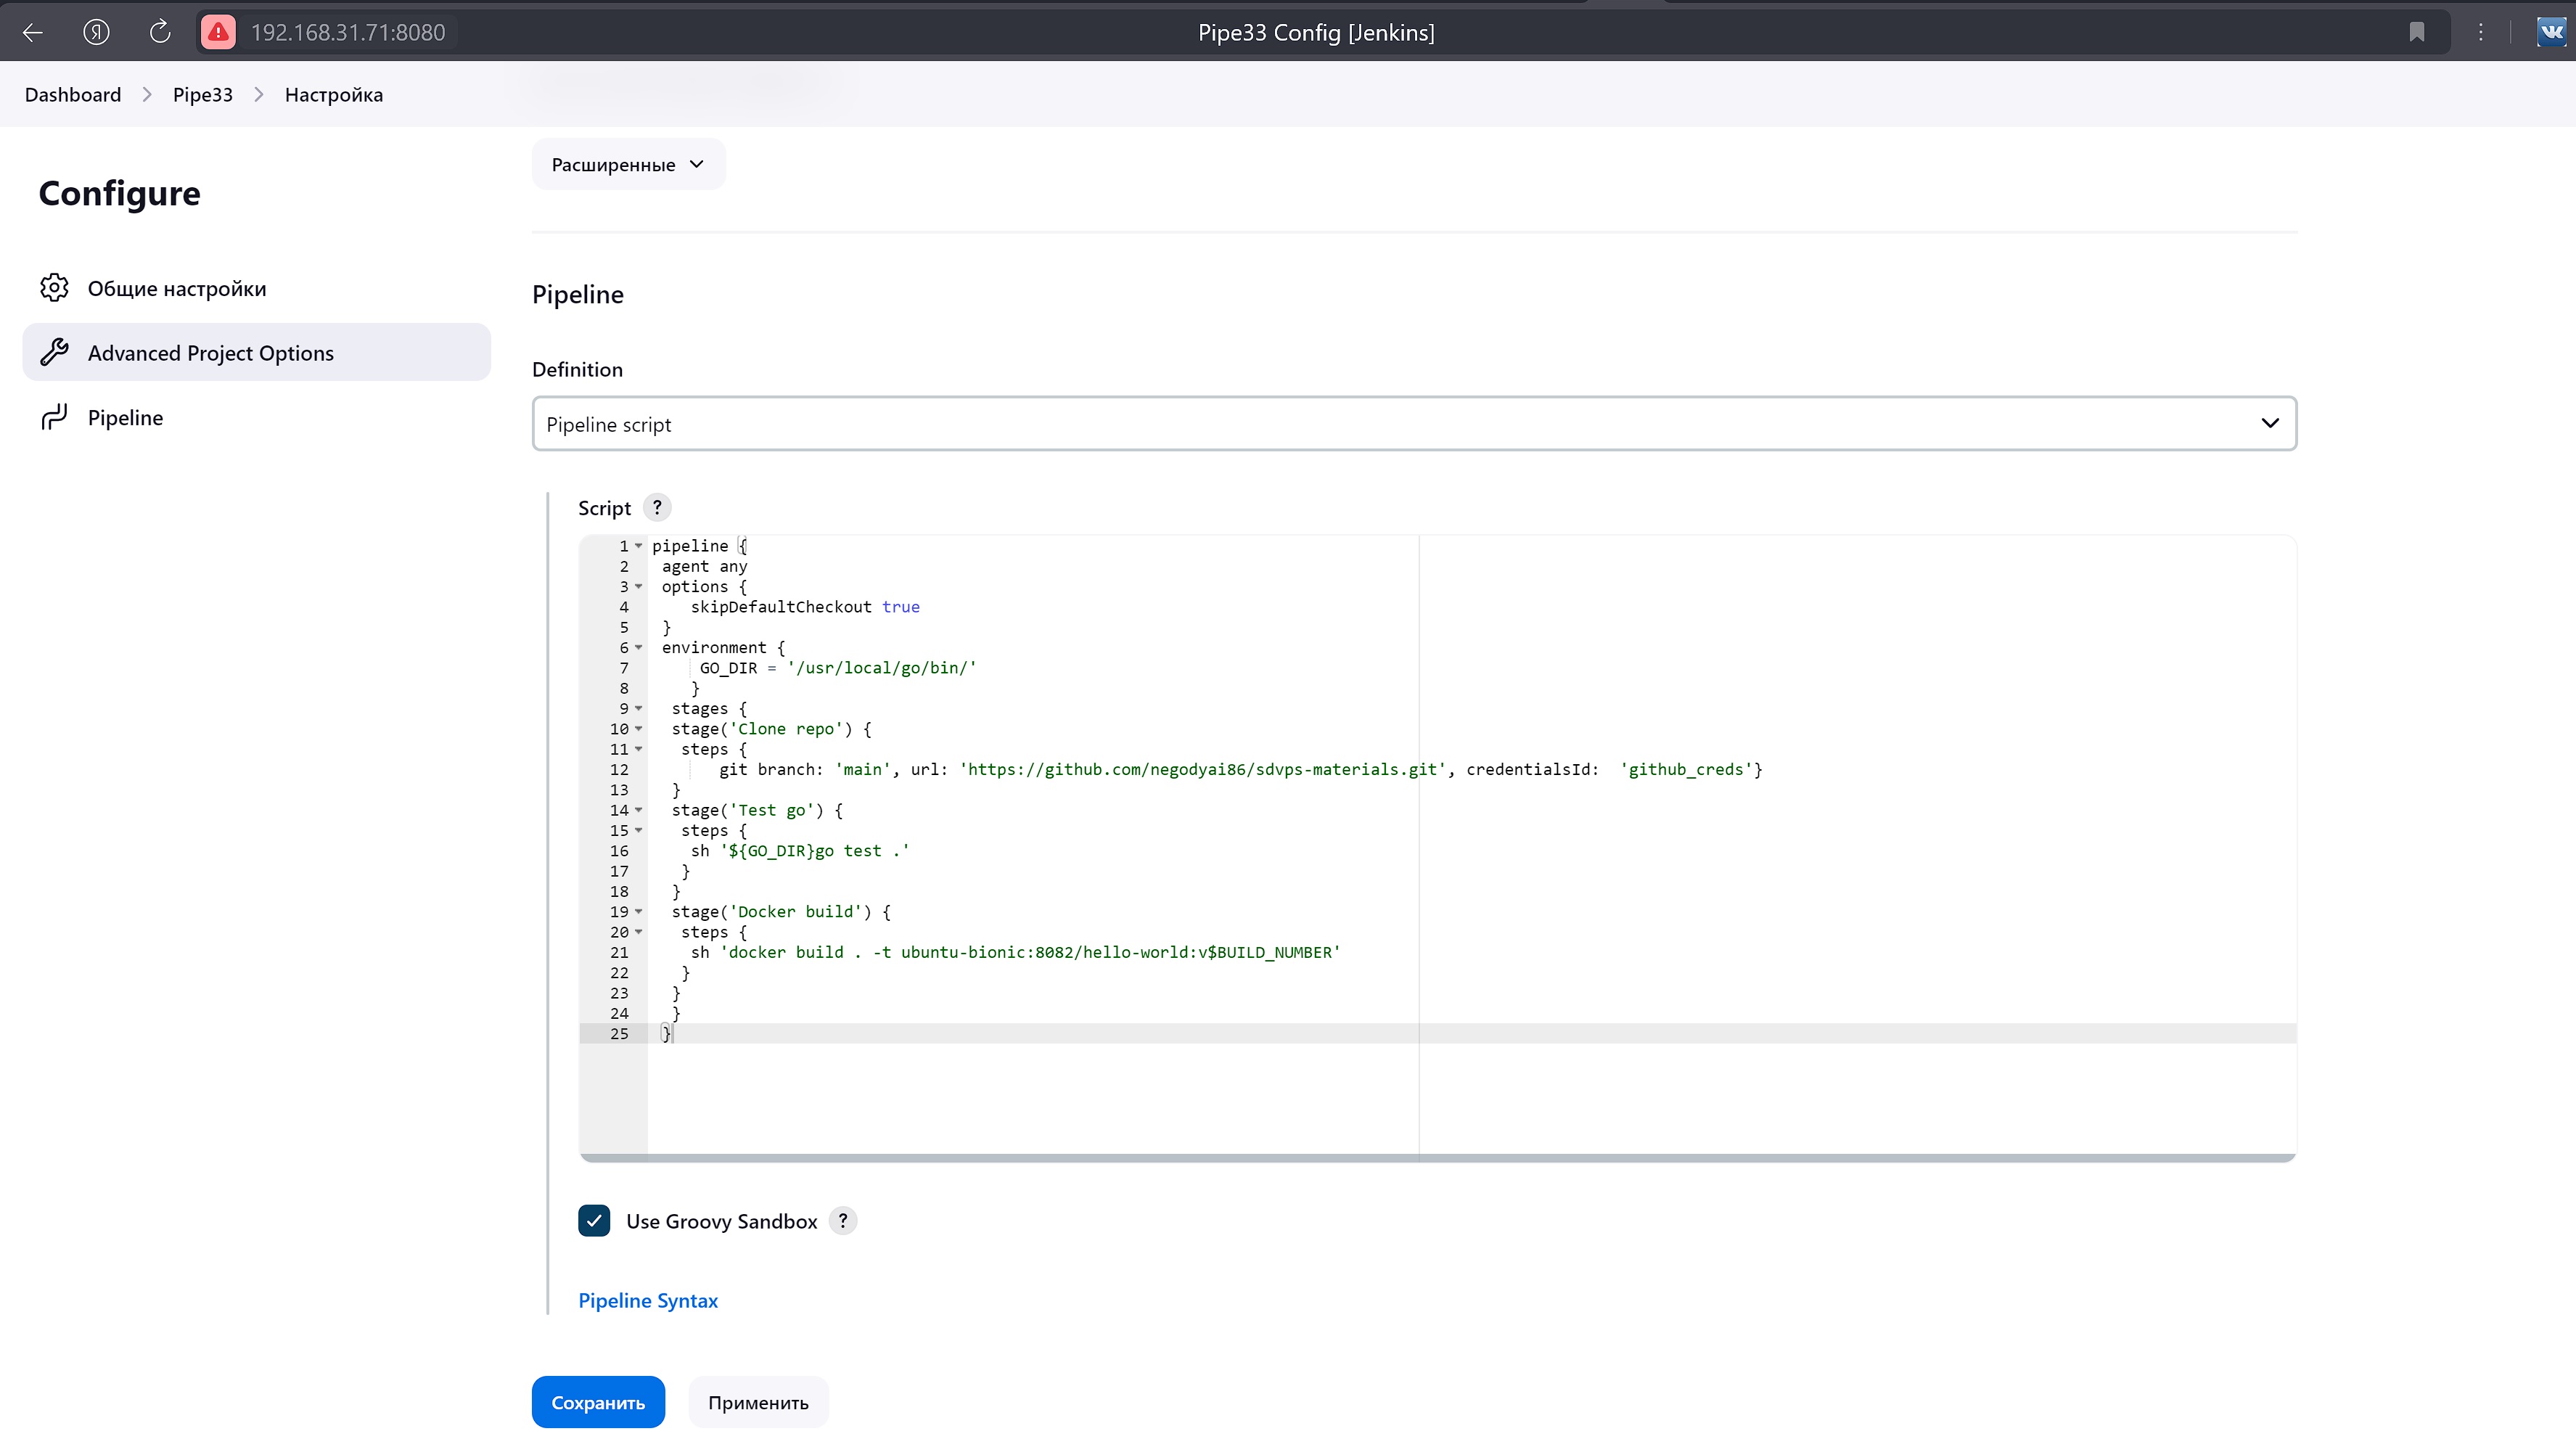 Я
192.168.31.71:8080
Pipe33 Config [Jenkins]
Dashboard > Pipe33 > Настройка
Configure
Общие настройки
Advanced Project Options
Pipeline
Расширенные
Pipeline
Definition
Pipeline script
Script ?
1 pipeline {
2 agent any
3 options {
4 skipDefaultCheckout true
5 }
6 environment {
7 GO_DIR = '/usr/local/go/bin/'
8 }
9 stages {
10 stage('Clone repo') {
11 steps {
12 git branch: 'main', url: 'https://github.com/negodyai86/sdvps-materials.git', credentialsId:  'github_creds'}
13 }
14 stage('Test go') {
15 steps {
16 sh '${GO_DIR}go test .'
17 }
18 }
19 stage('Docker build') {
20 steps {
21 sh 'docker build . -t ubuntu-bionic:8082/hello-world:v$BUILD_NUMBER'
22 }
23 }
24 }
25 }
Use Groovy Sandbox ?
Pipeline Syntax
Сохранить
Применить